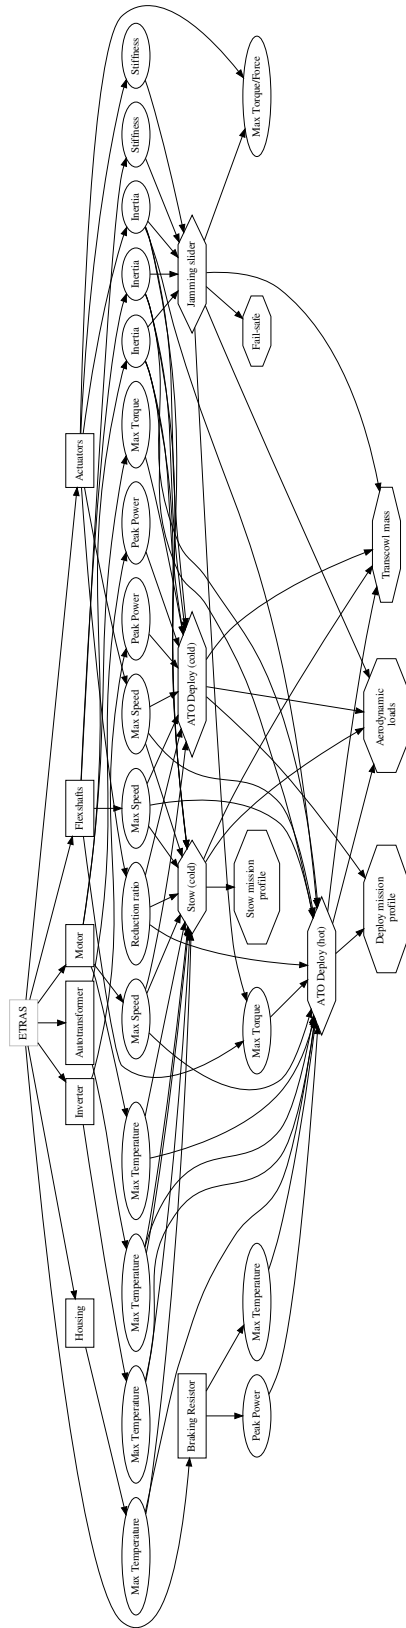 ETRAS
Housing
Inverter
Autotransformer
Motor
Flexshafts
Actuators
Max Temperature
Max Temperature
Max Temperature
Max Temperature
Max Speed
Reduction ratio
Max Speed
Max Speed
Peak Power
Peak Power
Max Torque
Inertia
Inertia
Inertia
Stiffness
Stiffness
Braking Resistor
Stow (cold)
ATO Deploy (cold)
Jamming slider
Peak Power
Max Temperature
Max Torque
Stow mission
profile
Fail-safe
Max Torque/Force
ATO Deploy (hot)
Deploy mission
profile
Aerodynamic
loads
Transcowl mass